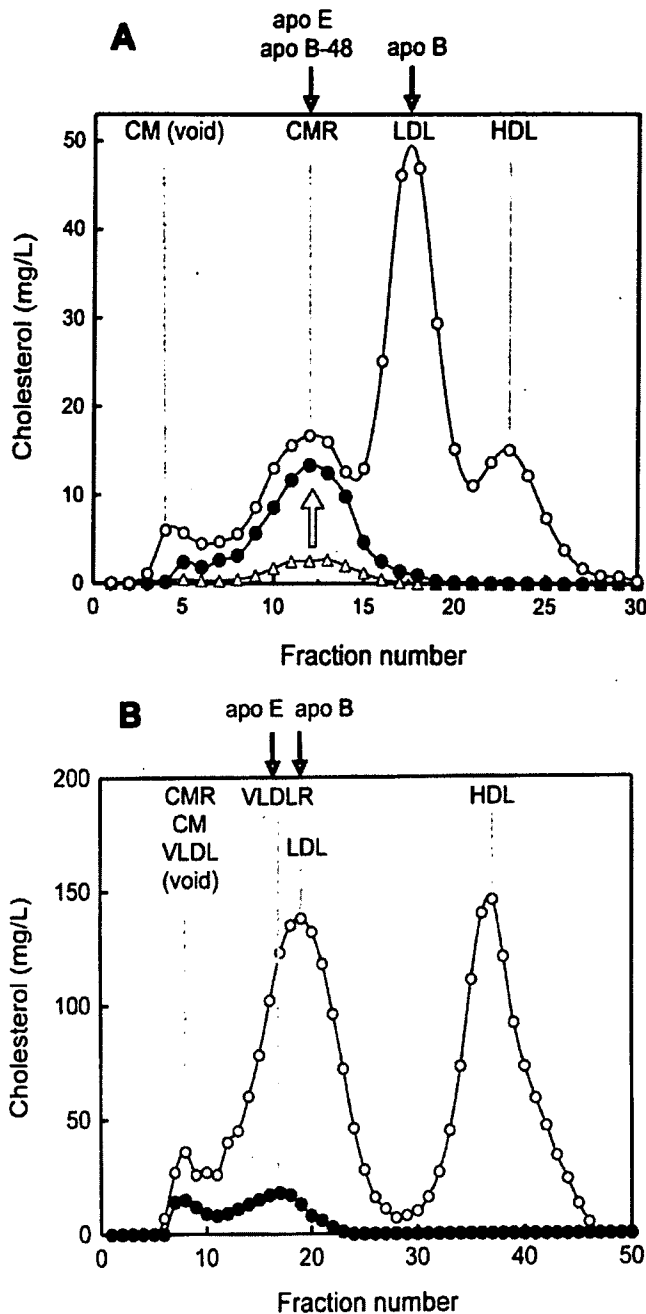 A
apo E
apo B-48
apo B
CM (void)
CMR
LDL
HDL
50
40
30
20
10
0
Cholesterol (mg/L)
0 5 10 15 20 25 30
Fraction number
B
apo E apo B
CMR
CM
VLDL
(void)
VLDLR
LDL
HDL
200
150
100
50
0
Cholesterol (mg/L)
0 10 20 30 40 50
Fraction number